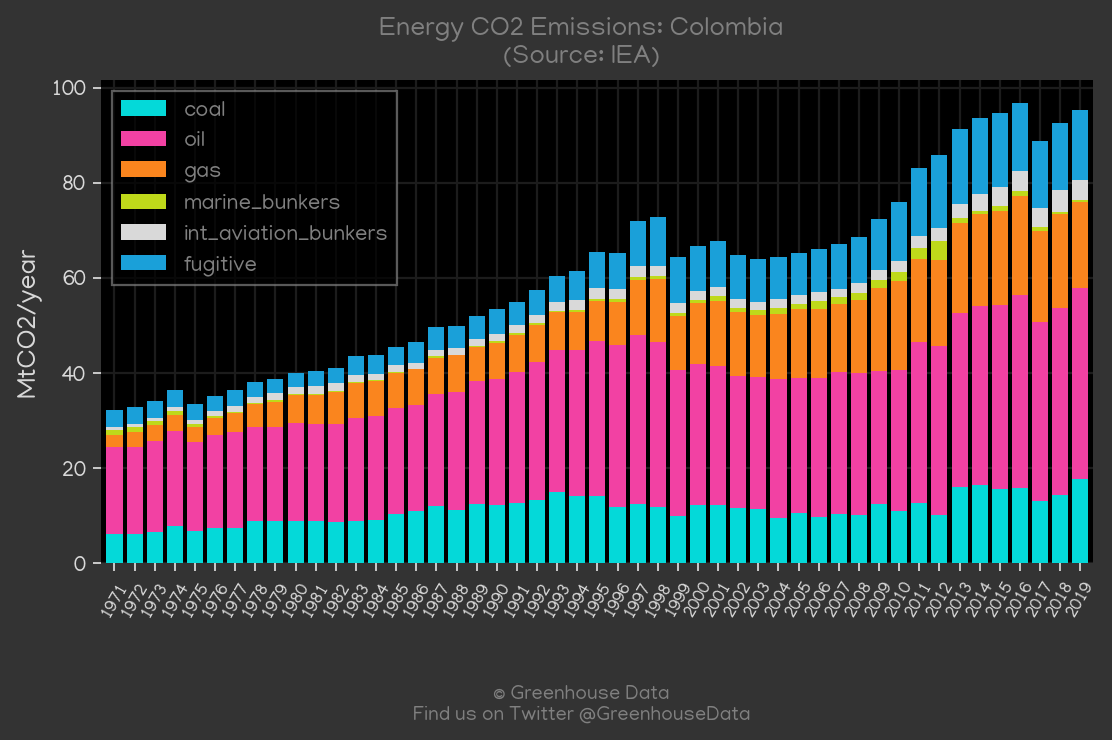 Energy CO2 Emissions: Colombia
(Source: IEA)
MtCO2/year
100
80
60
40
20
0
coal
oil
gas
marine_bunkers
int_aviation_bunkers
fugitive
1971 1972 1973 1974 1975 1976 1977 1978 1979 1980 1981 1982 1983 1984 1985 1986 1987 1988 1989 1990 1991 1992 1993 1994 1995 1996 1997 1998 1999 2000 2001 2002 2003 2004 2005 2006 2007 2008 2009 2010 2011 2012 2013 2014 2015 2016 2017 2018 2019
© Greenhouse Data
Find us on Twitter @GreenhouseData